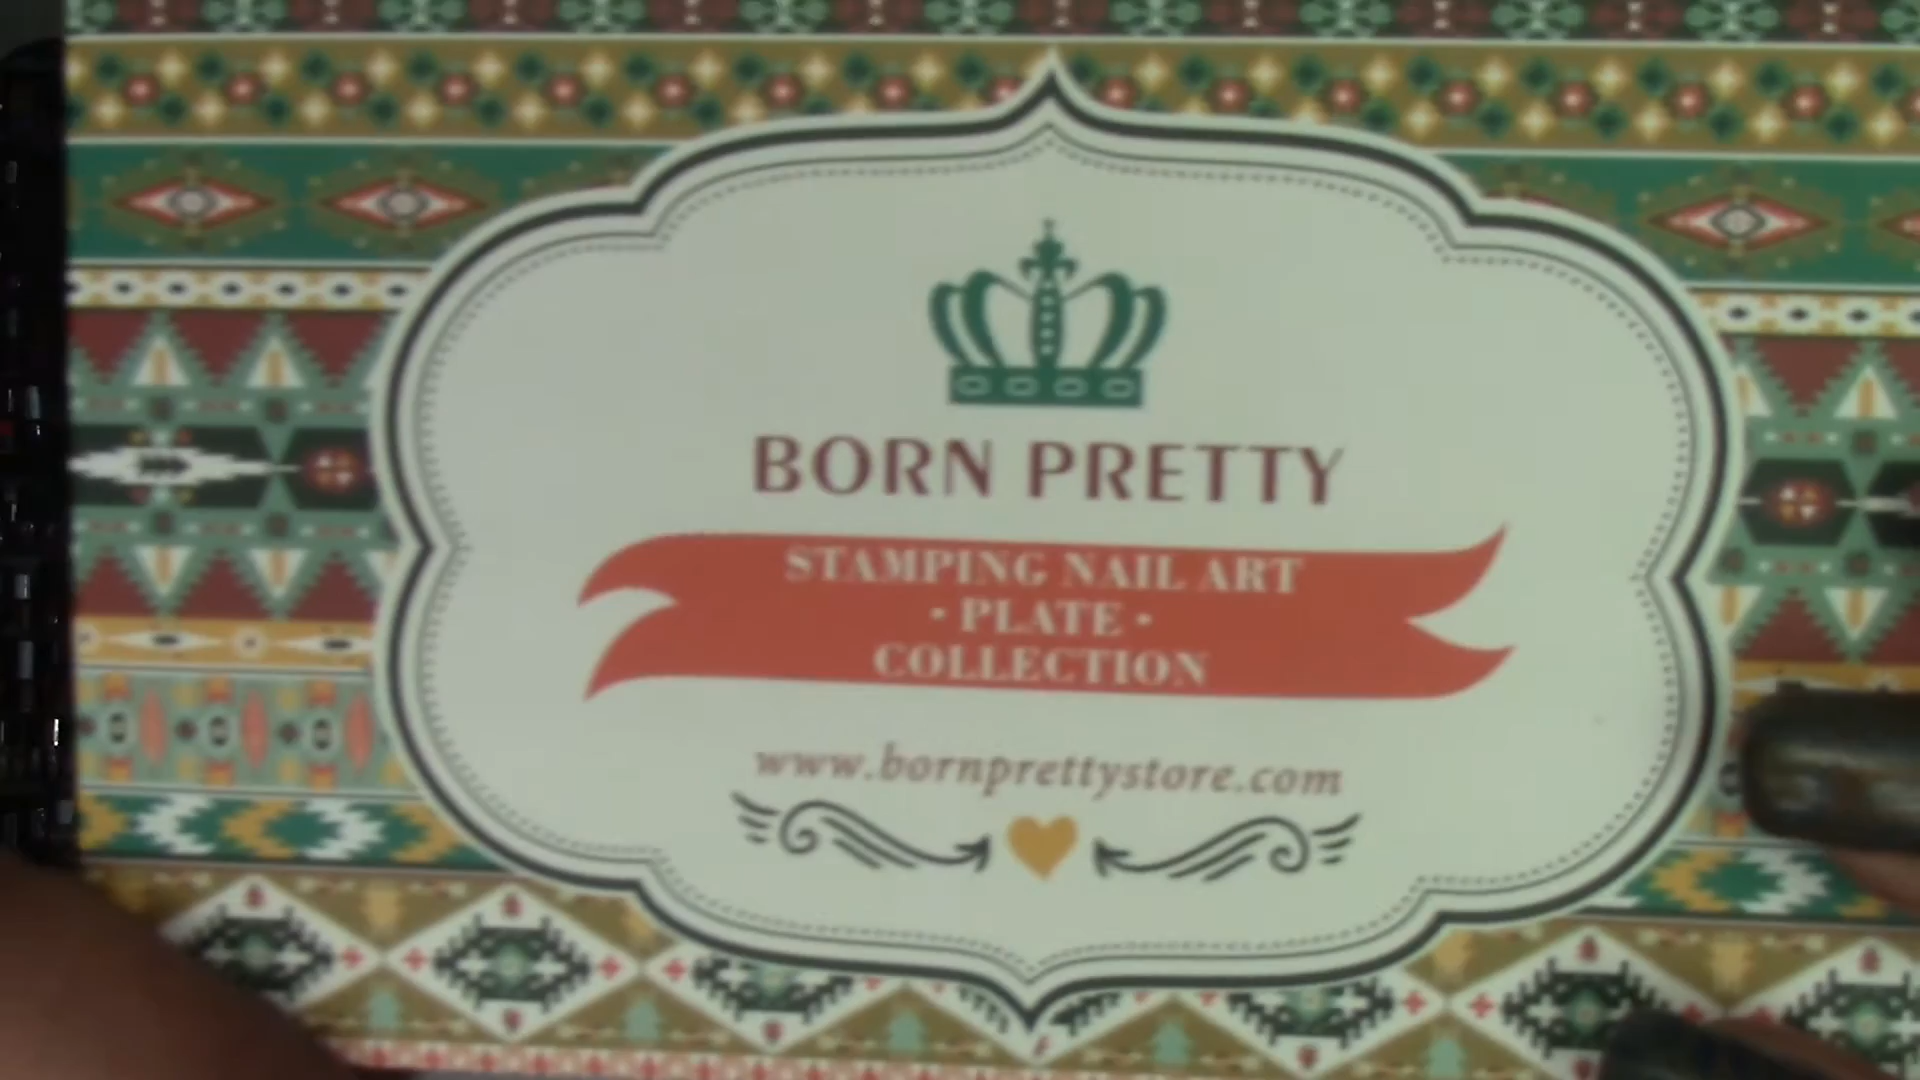 BORN PRETTY
STAMPING NAIL ART
• PLATE •
COLLECTION
www.bornprettystore.com